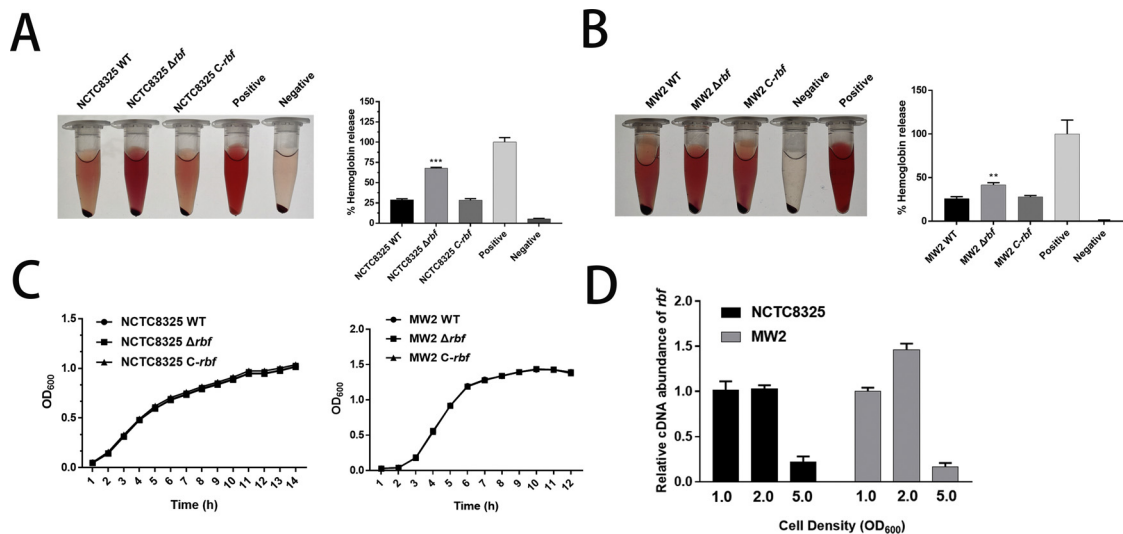 A
NCTC8325 WT
NCTC8325 Δrbf
NCTC8325 C-rbf
Positive
Negative
% Hemoglobin release
150
125
100
75
50
25
0
***
NCTC8325 WT
NCTC8325 Δrbf
NCTC8325 C-rbf
Positive
Negative
B
MW2 WT
MW2 Δrbf
MW2 C-rbf
Negative
Positive
% Hemoglobin release
150
100
50
0
**
MW2 WT
MW2 Δrbf
MW2 C-rbf
Positive
Negative
C
NCTC8325 WT
NCTC8325 Δrbf
NCTC8325 C-rbf
OD600
1.5
1.0
0.5
0.0
1 2 3 4 5 6 7 8 9 10 11 12 13 14
Time (h)
MW2 WT
MW2 Δrbf
MW2 C-rbf
OD600
2.0
1.5
1.0
0.5
0.0
1 2 3 4 5 6 7 8 9 10 11 12
Time (h)
D
NCTC8325
MW2
Relative cDNA abundance of rbf
2.0
1.5
1.0
0.5
0.0
1.0 2.0 5.0 1.0 2.0 5.0
Cell Density (OD600)